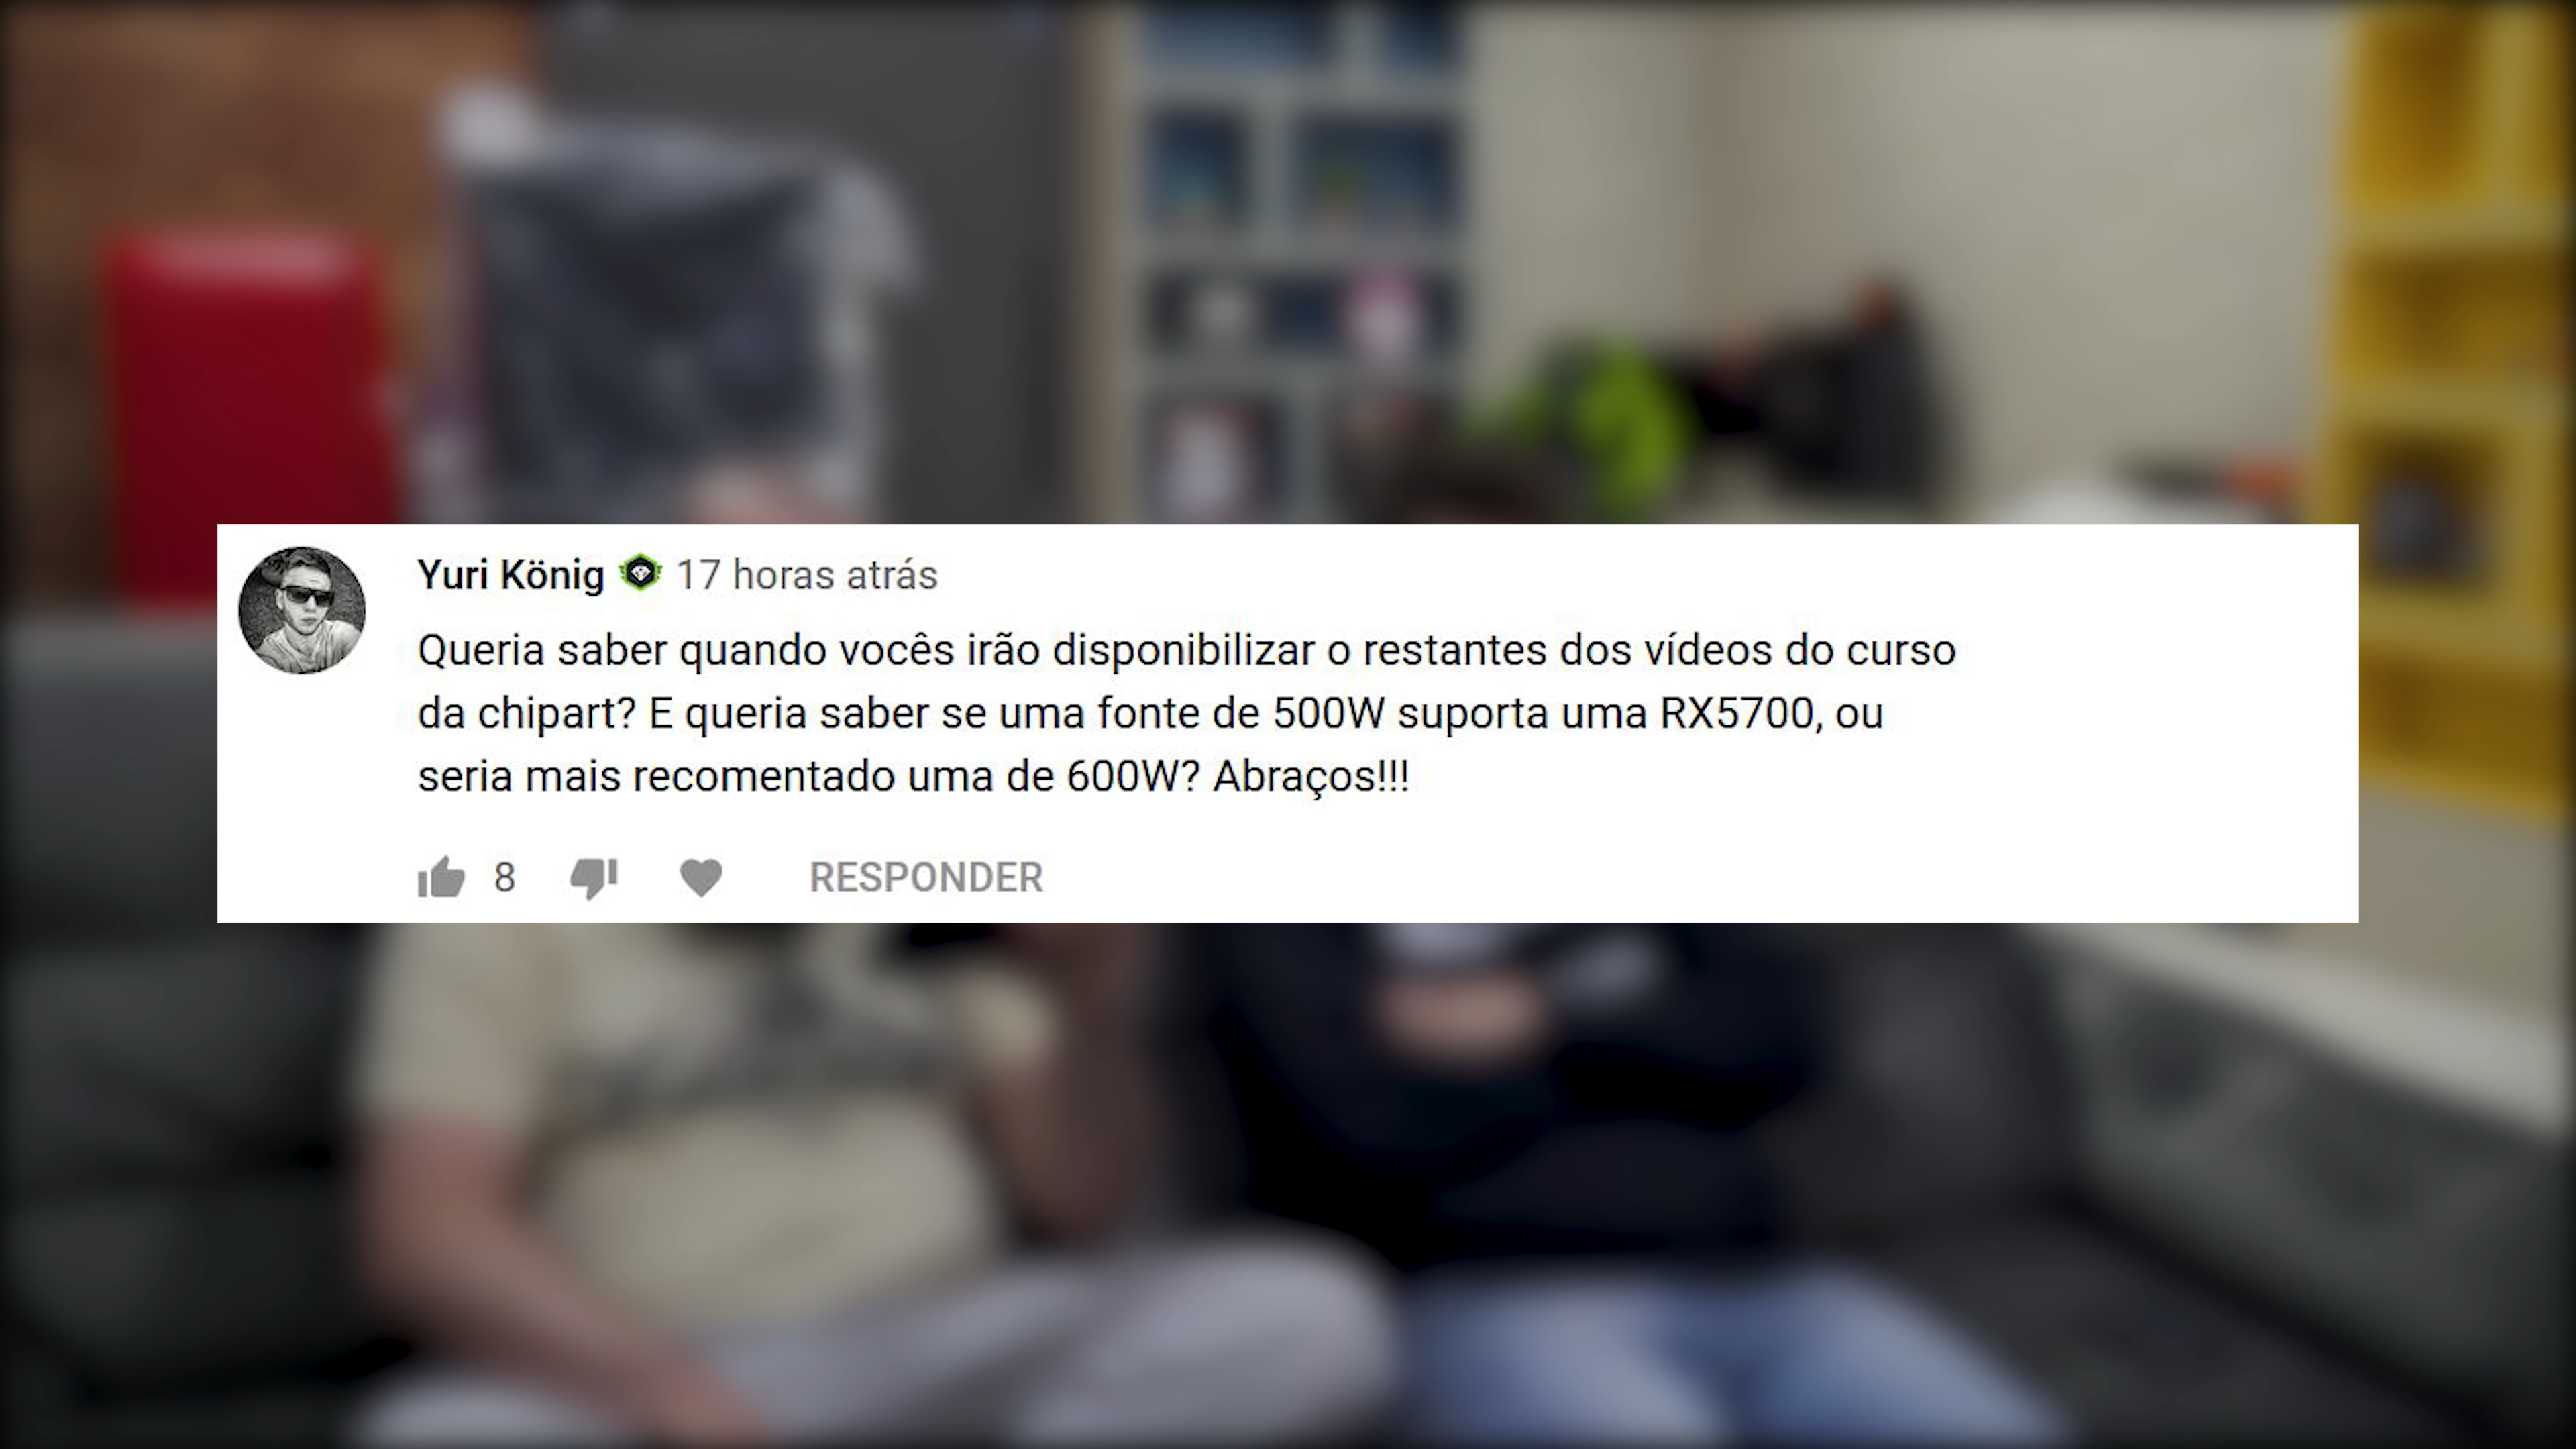 Yuri König 17 horas atrás
Queria saber quando vocês irão disponibilizar o restantes dos vídeos do curso
da chipart? E queria saber se uma fonte de 500W suporta uma RX5700, ou
seria mais recomentado uma de 600W? Abraços!!!
8 RESPONDER